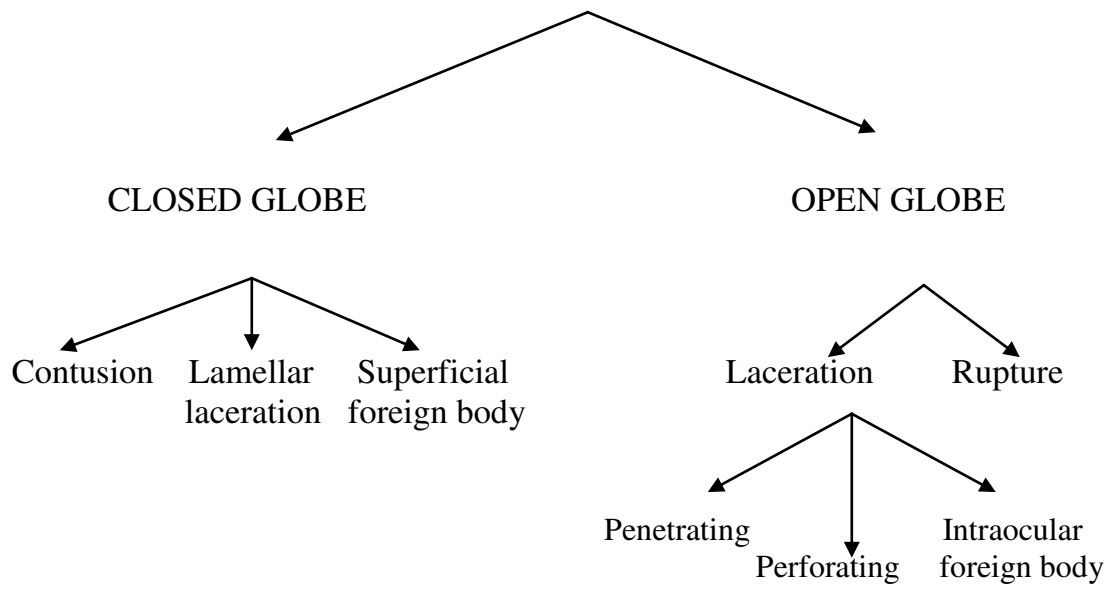 CLOSED GLOBE
OPEN GLOBE
Contusion
Lamellar
laceration
Superficial
foreign body
Laceration
Rupture
Penetrating
Perforating
Intraocular
foreign body